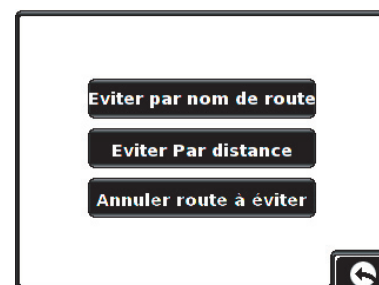 Eviter par nom de route
Eviter Par distance
Annuler route à éviter